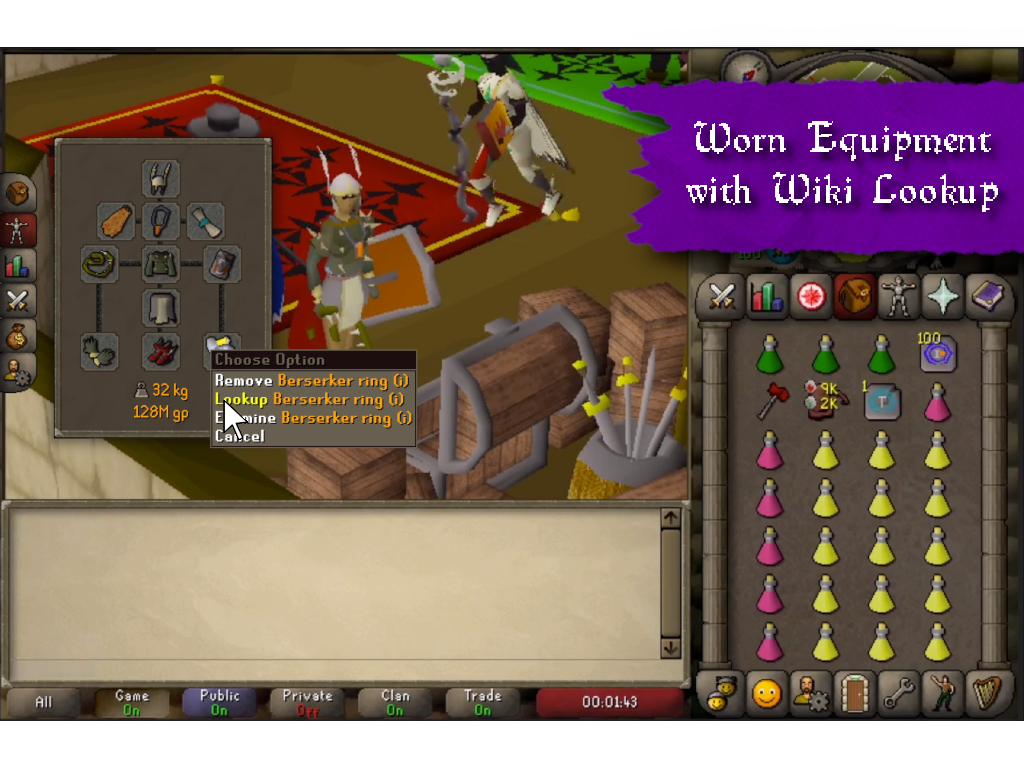 Worn Equipment
with Wiki Lookup
Choose Option
Remove Berserker ring (i)
Lookup Berserker ring (i)
Examine Berserker ring (i)
Cancel
32 kg
128M gp
100
9K
2K
1
T
All
Game
On
Public
On
Private
Off
Clan
On
Trade
On
00:01:43